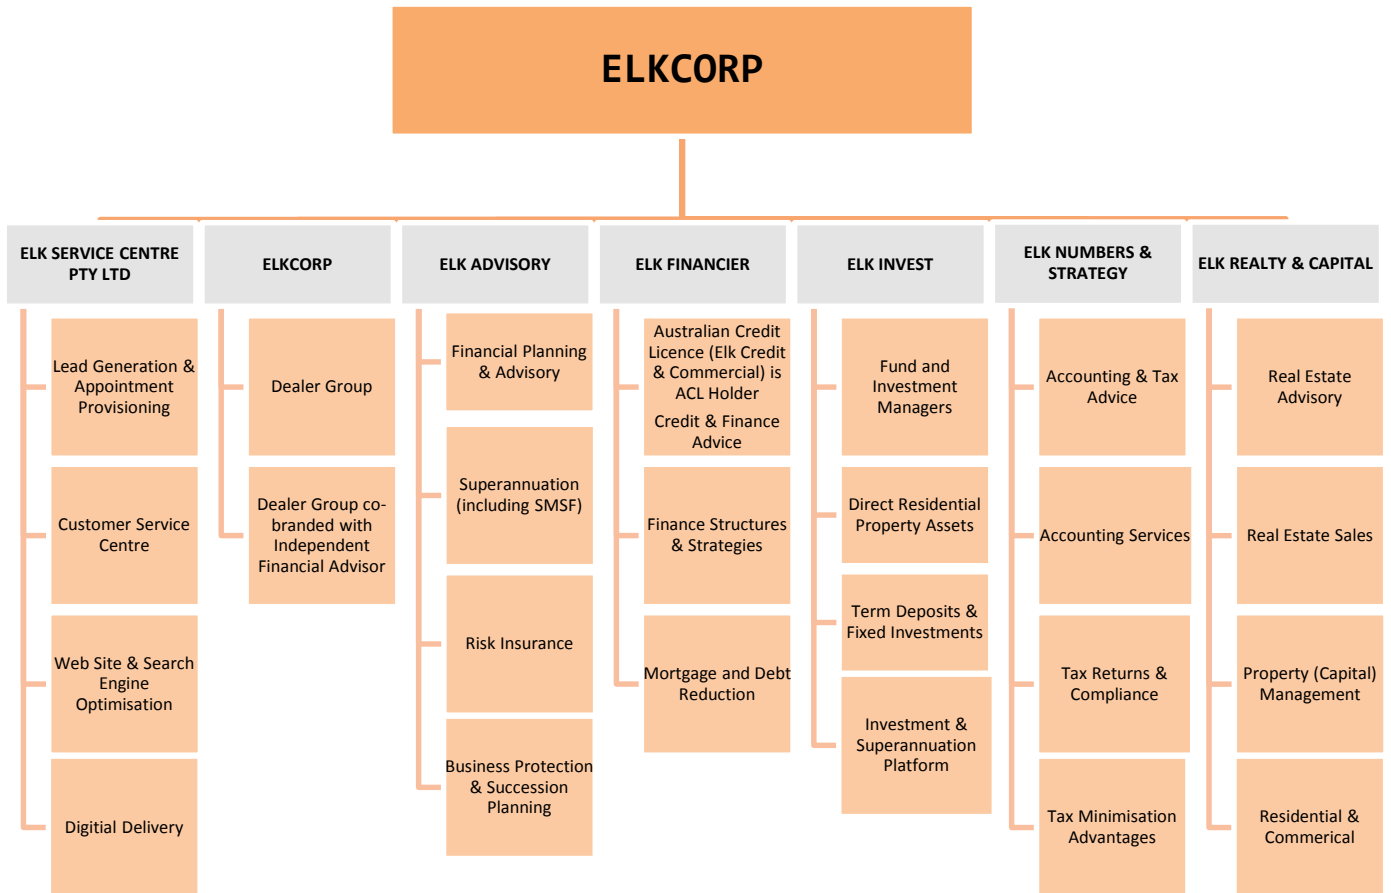 ELKCORP
ELK SERVICE CENTRE
PTY LTD
Lead Generation &
Appointment
Provisioning
Customer Service
Centre
Web Site & Search
Engine
Optimisation
Digitial Delivery
ELKCORP
Dealer Group
Dealer Group co-
branded with
Independent
Financial Advisor
ELK ADVISORY
Financial Planning
& Advisory
Superannuation
(including SMSF)
Risk Insurance
Business Protection
& Succession
Planning
ELK FINANCIER
Australian Credit
Licence (Elk Credit
& Commercial) is
ACL Holder
Credit & Finance
Advice
Finance Structures
& Strategies
Mortgage and Debt
Reduction
ELK INVEST
Fund and
Investment
Managers
Direct Residential
Property Assets
Term Deposits &
Fixed Investments
Investment &
Superannuation
Platform
ELK NUMBERS &
STRATEGY
Accounting & Tax
Advice
Accounting Services
Tax Returns &
Compliance
Tax Minimisation
Advantages
ELK REALTY & CAPITAL
Real Estate
Advisory
Real Estate Sales
Property (Capital)
Management
Residential &
Commerical